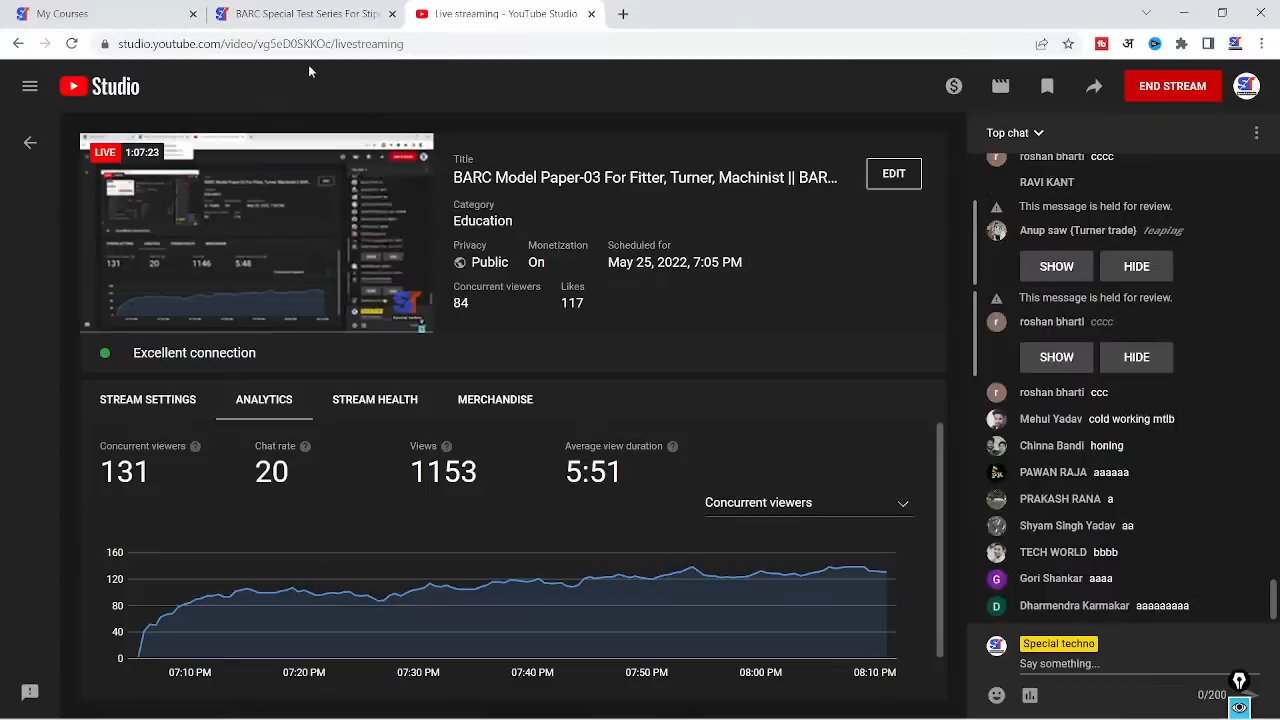 My Courses
BARC Special Test Series For Stip
Live streaming - YouTube Studio
studio.youtube.com/video/vg5eD0SKKOc/livestreaming
Studio
END STREAM
LIVE 1:07:23
Title
BARC Model Paper-03 For Fitter, Turner, Machinist || BAR...
EDIT
Category
Education
Privacy Monetization Scheduled for
Public On May 25, 2022, 7:05 PM
Concurrent viewers Likes
84 117
Excellent connection
STREAM SETTINGS ANALYTICS STREAM HEALTH MERCHANDISE
Concurrent viewers Chat rate Views Average view duration
131 20 1153 5:51
Concurrent viewers
160
120
80
40
0
07:10 PM 07:20 PM 07:30 PM 07:40 PM 07:50 PM 08:00 PM 08:10 PM
Top chat
roshan bharti cccc
RAVI KANT
This message is held for review.
Anup saw {Turner trade} leaping
SHOW HIDE
This message is held for review.
roshan bharti cccc
SHOW HIDE
roshan bharti ccc
Mehul Yadav cold working mtlb
Chinna Bandi honing
PAWAN RAJA aaaaaa
PRAKASH RANA a
Shyam Singh Yadav aa
TECH WORLD bbbb
Gori Shankar aaaa
Dharmendra Karmakar aaaaaaaaa
Special techno
Say something...
0/200